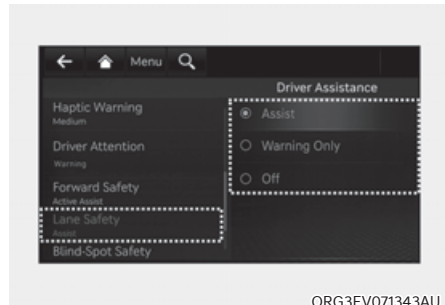 Menu
Driver Assistance
Haptic Warning
Medium
Driver Attention
Warning
Forward Safety
Active Assist
Lane Safety
Assist
Blind-Spot Safety
Assist
Warning Only
Off
ORG3EV071343AU